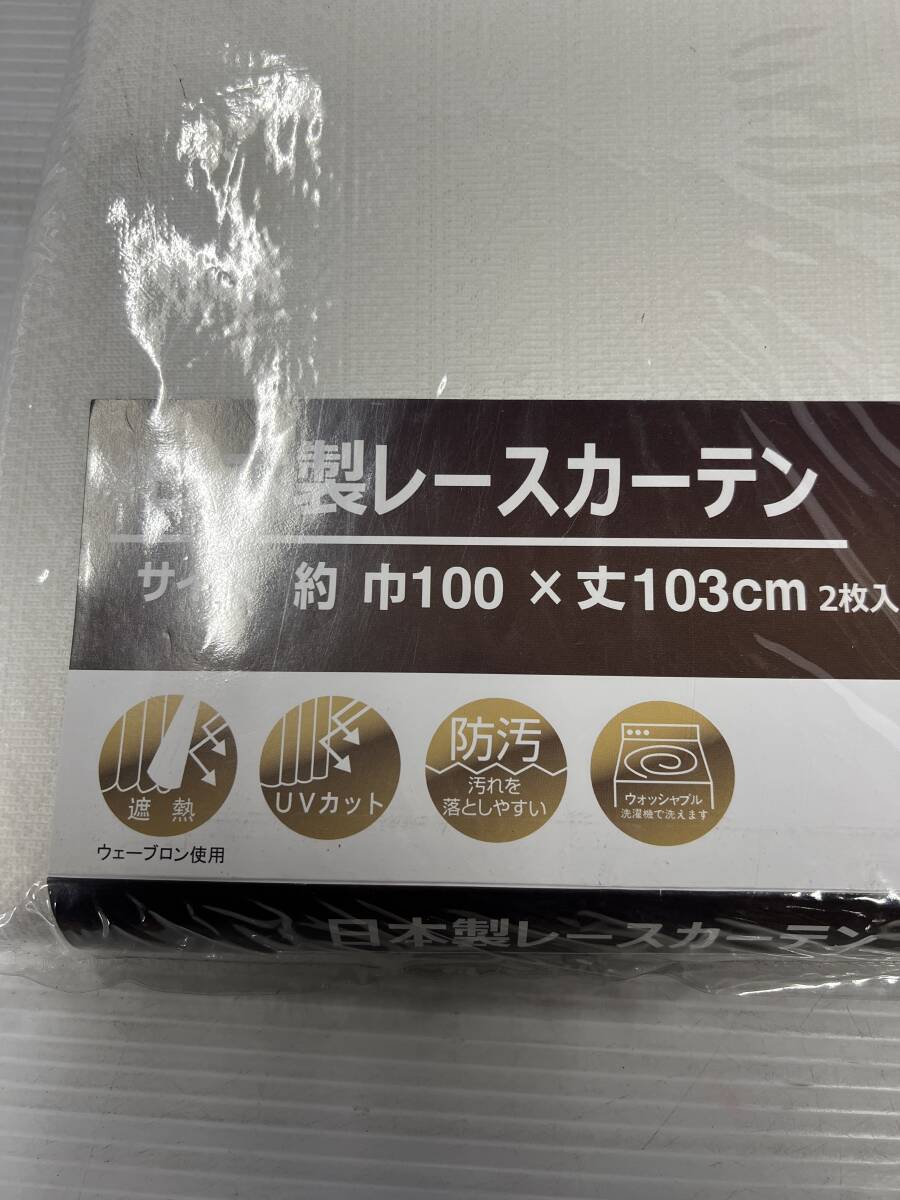 日本製レースカーテン
サイズ 約 巾100 × 丈103cm 2枚入
遮熱
UVカット
防汚
汚れを
落としやすい
ウォッシャブル
洗濯機で洗えます
ウェーブロン使用
日本製レースカーテン